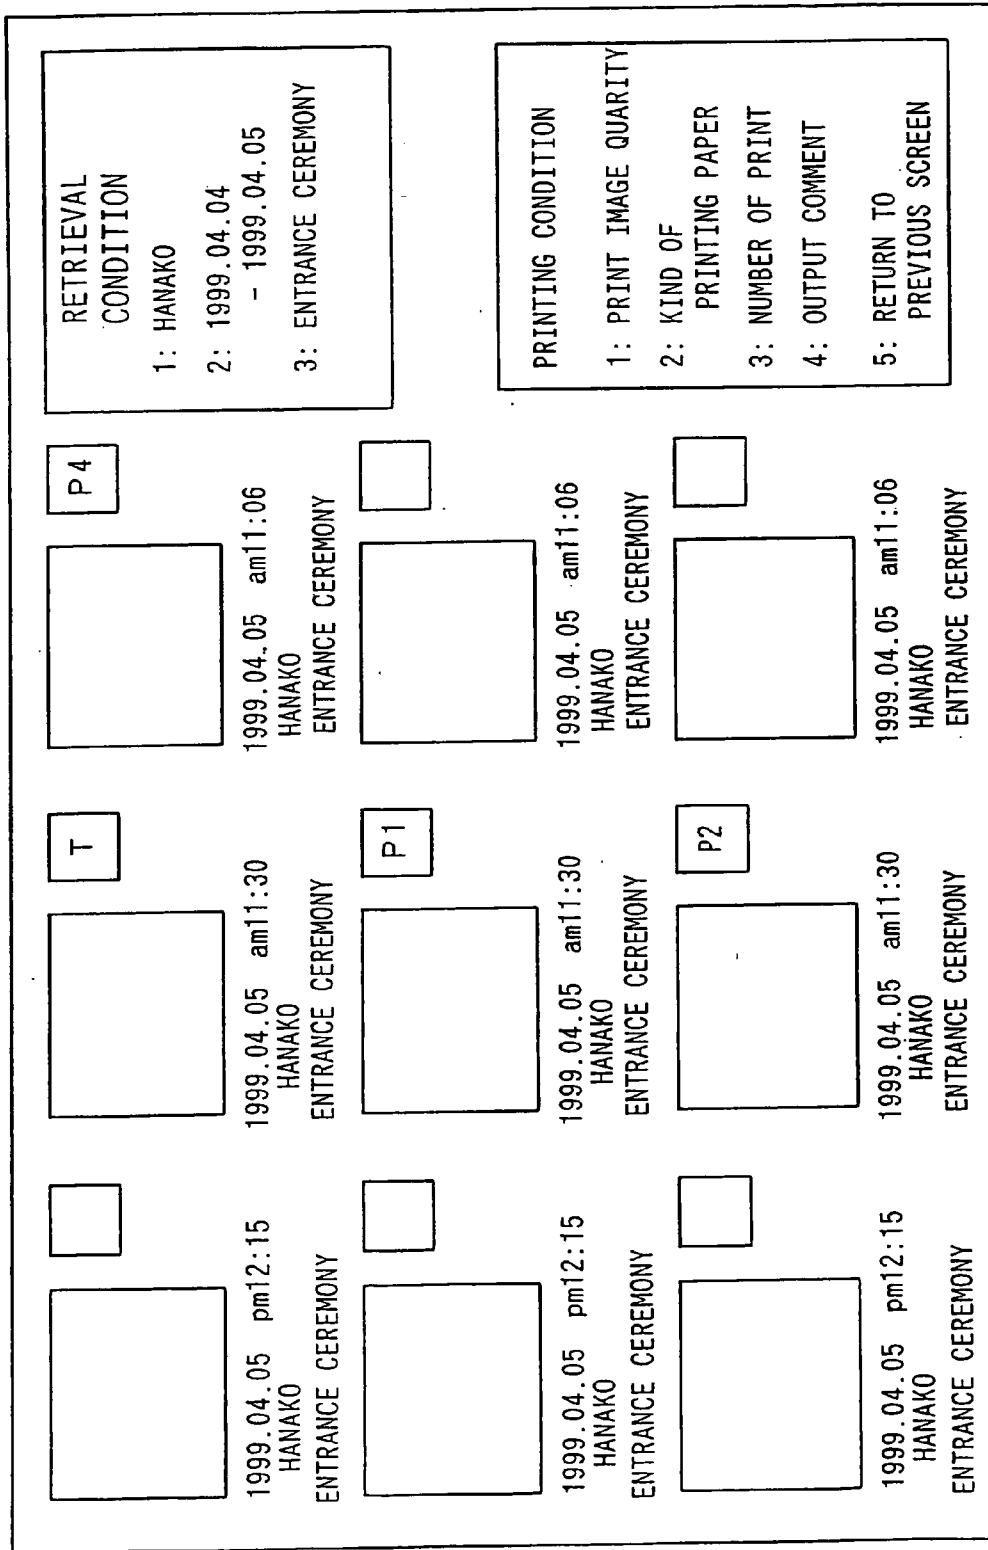 T
P4
1999.04.05 pm12:15
HANAKO
ENTRANCE CEREMONY
1999.04.05 am11:30
HANAKO
ENTRANCE CEREMONY
1999.04.05 am11:06
HANAKO
ENTRANCE CEREMONY
P1
1999.04.05 pm12:15
HANAKO
ENTRANCE CEREMONY
1999.04.05 am11:30
HANAKO
ENTRANCE CEREMONY
1999.04.05 am11:06
HANAKO
ENTRANCE CEREMONY
P2
1999.04.05 pm12:15
HANAKO
ENTRANCE CEREMONY
1999.04.05 am11:30
HANAKO
ENTRANCE CEREMONY
1999.04.05 am11:06
HANAKO
ENTRANCE CEREMONY
RETRIEVAL
CONDITION
1: HANAKO
2: 1999.04.04
- 1999.04.05
3: ENTRANCE CEREMONY
PRINTING CONDITION
1: PRINT IMAGE QUARITY
2: KIND OF
PRINTING PAPER
3: NUMBER OF PRINT
4: OUTPUT COMMENT
5: RETURN TO
PREVIOUS SCREEN